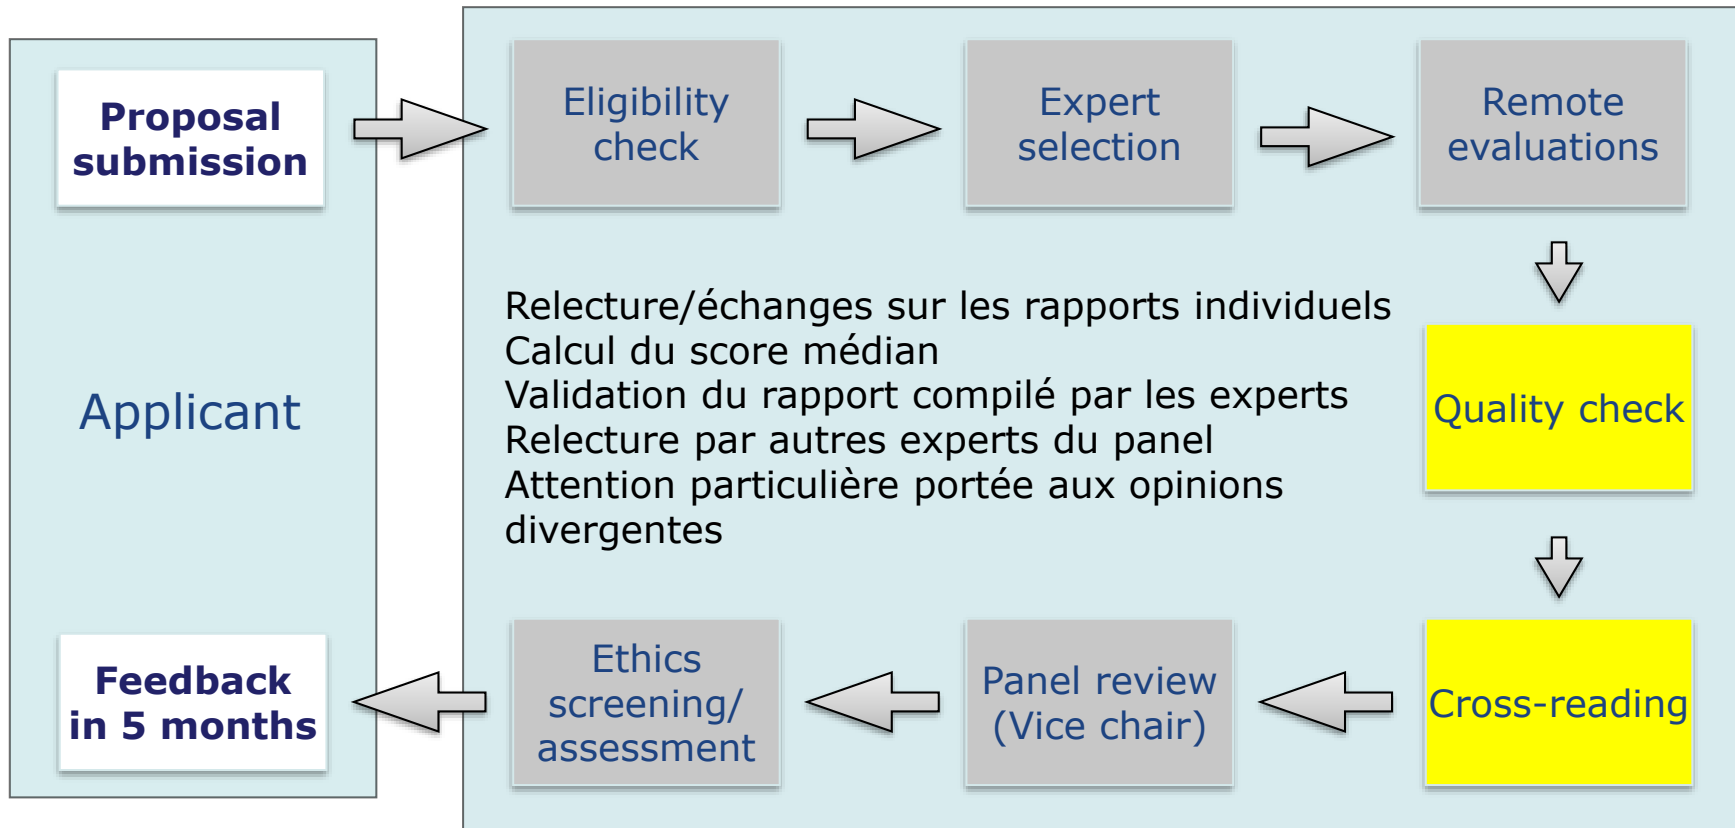 Proposal
submission
Eligibility
check
Expert
selection
Remote
evaluations
Applicant
Relecture/échanges sur les rapports individuels
Calcul du score médian
Validation du rapport compilé par les experts
Relecture par autres experts du panel
Attention particulière portée aux opinions
divergentes
Quality check
Cross-reading
Panel review
(Vice chair)
Ethics
screening/
assessment
Feedback
in 5 months